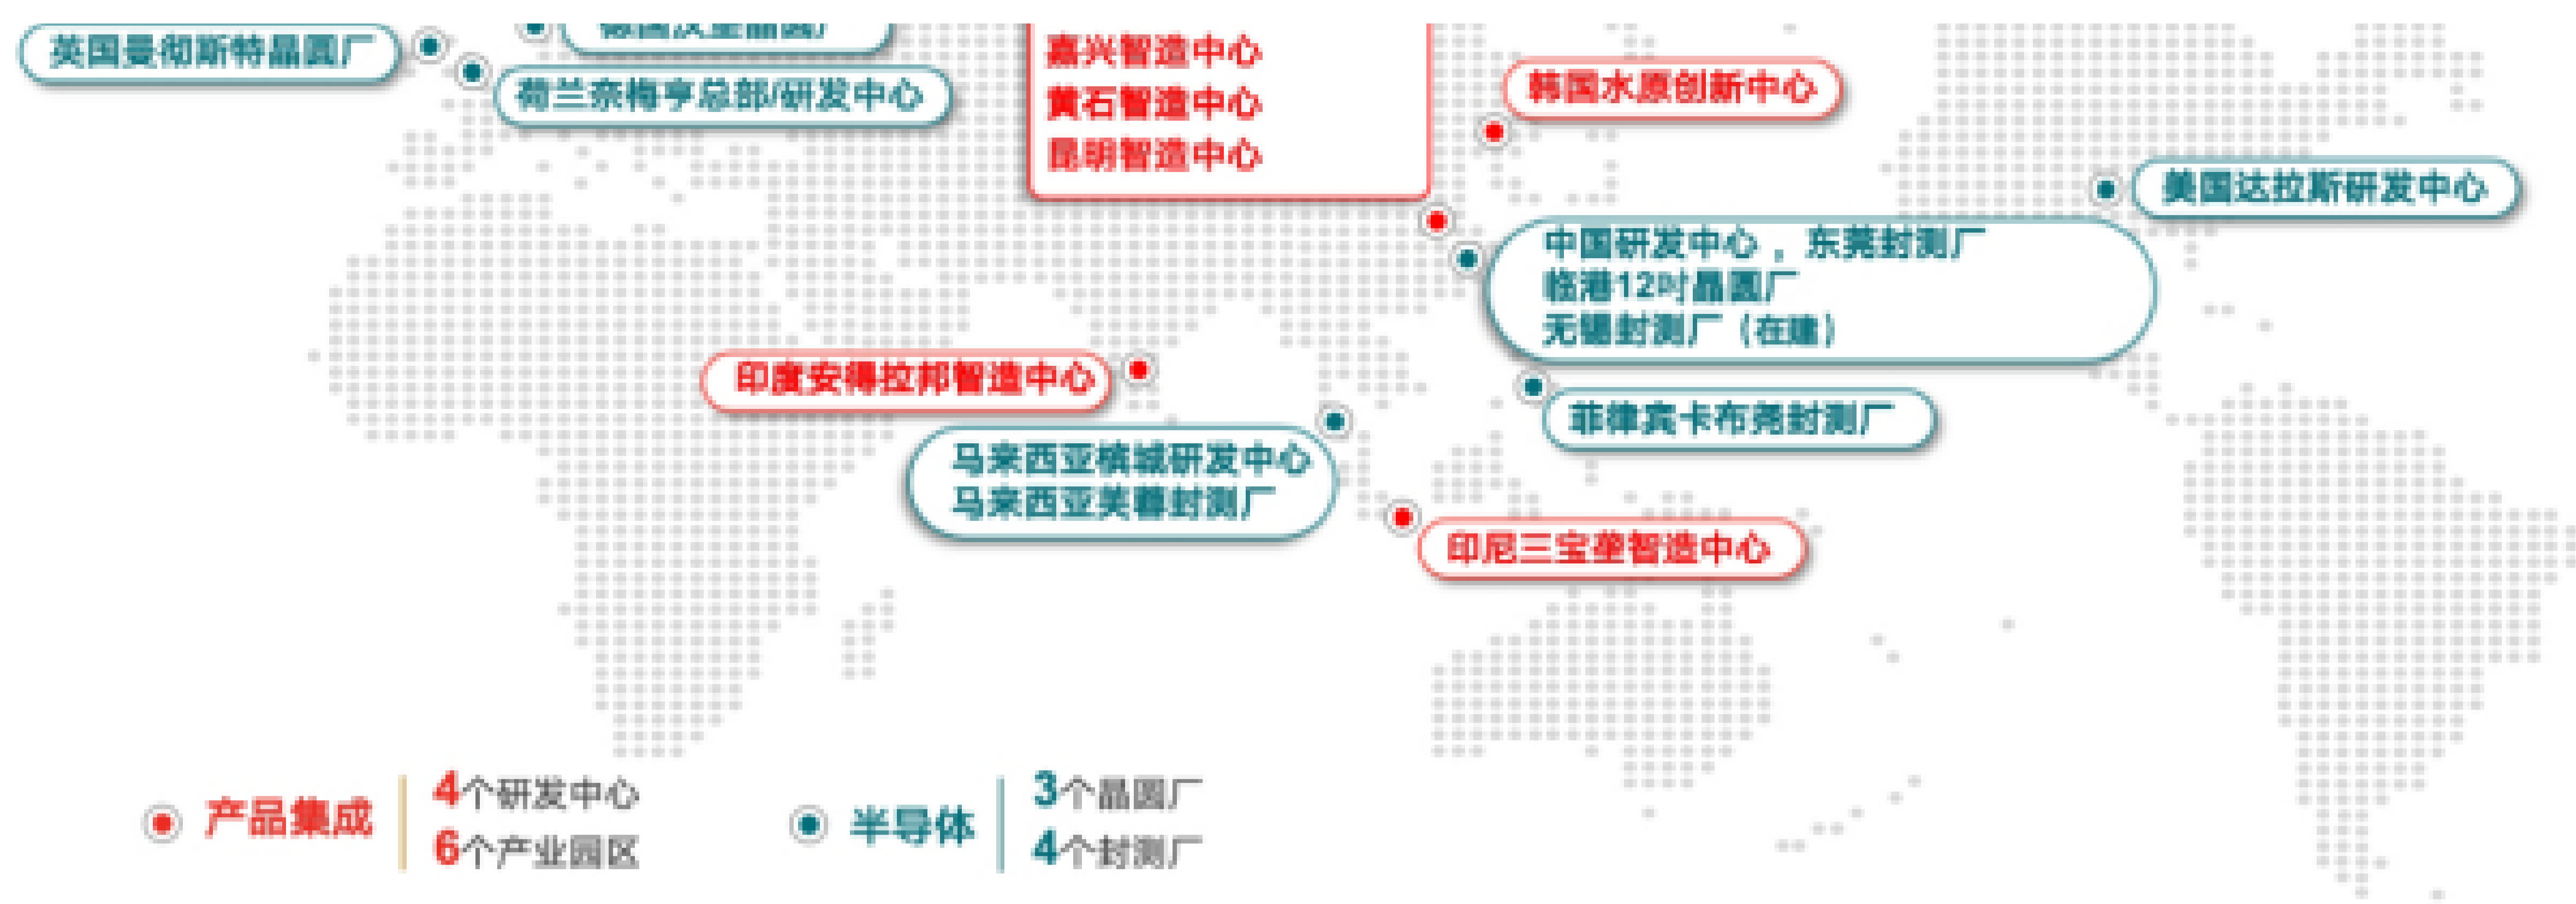 英国曼彻斯特晶圆厂
德国汉堡晶圆厂
荷兰奈梅亨总部/研发中心
嘉兴智造中心
黄石智造中心
昆明智造中心
韩国水原创新中心
美国达拉斯研发中心
中国研发中心，东莞封测厂
临港12吋晶圆厂
无锡封测厂（在建）
印度安得拉邦智造中心
菲律宾卡布尧封测厂
马来西亚槟城研发中心
马来西亚芙蓉封测厂
印尼三宝垄智造中心
产品集成
4个研发中心
6个产业园区
半导体
3个晶圆厂
4个封测厂